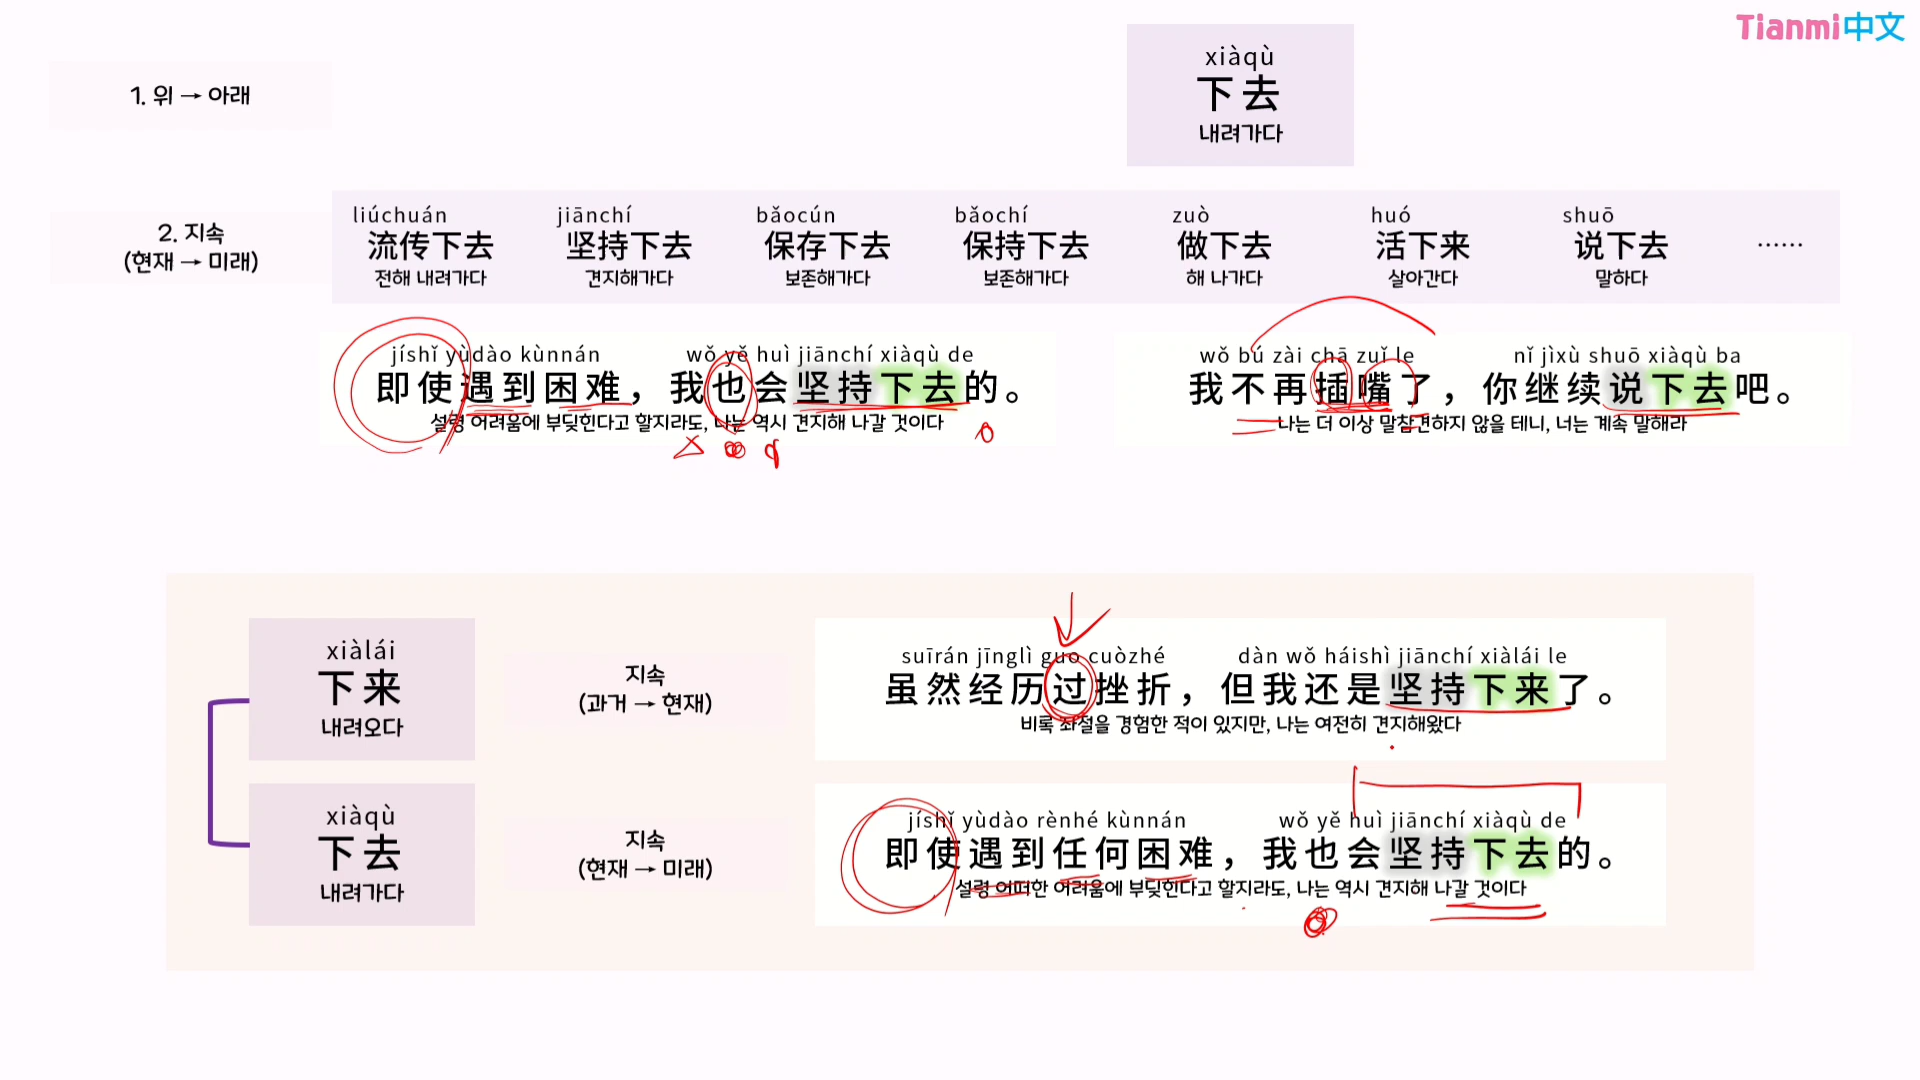 Tianmi中文
xiàqù
下去
내려가다
1. 위 → 아래
2. 지속
(현재 → 미래)
liúchuán
流传下去
전해 내려가다
jiānchí
坚持下去
견지해가다
bǎocún
保存下去
보존해가다
bǎochí
保持下去
보존해가다
zuò
做下去
해 나가다
huó
活下来
살아간다
shuō
说下去
말하다
······
jíshǐ yùdào kùnnán wǒ yě huì jiānchí xiàqù de
即使遇到困难，我也会坚持下去的。
설령 어려움에 부딪힌다고 할지라도, 나는 역시 견지해 나갈 것이다
wǒ bú zài chā zuǐ le nǐ jìxù shuō xiàqù ba
我不再插嘴了，你继续说下去吧。
나는 더 이상 말참견하지 않을 테니, 너는 계속 말해라
xiàlái
下来
내려오다
지속
(과거 → 현재)
suīrán jīnglì guo cuòzhé dàn wǒ háishì jiānchí xiàlái le
虽然经历过挫折，但我还是坚持下来了。
비록 좌절을 경험한 적이 있지만, 나는 여전히 견지해왔다
xiàqù
下去
내려가다
지속
(현재 → 미래)
jíshǐ yùdào rènhé kùnnán wǒ yě huì jiānchí xiàqù de
即使遇到任何困难，我也会坚持下去的。
설령 어떠한 어려움에 부딪힌다고 할지라도, 나는 역시 견지해 나갈 것이다